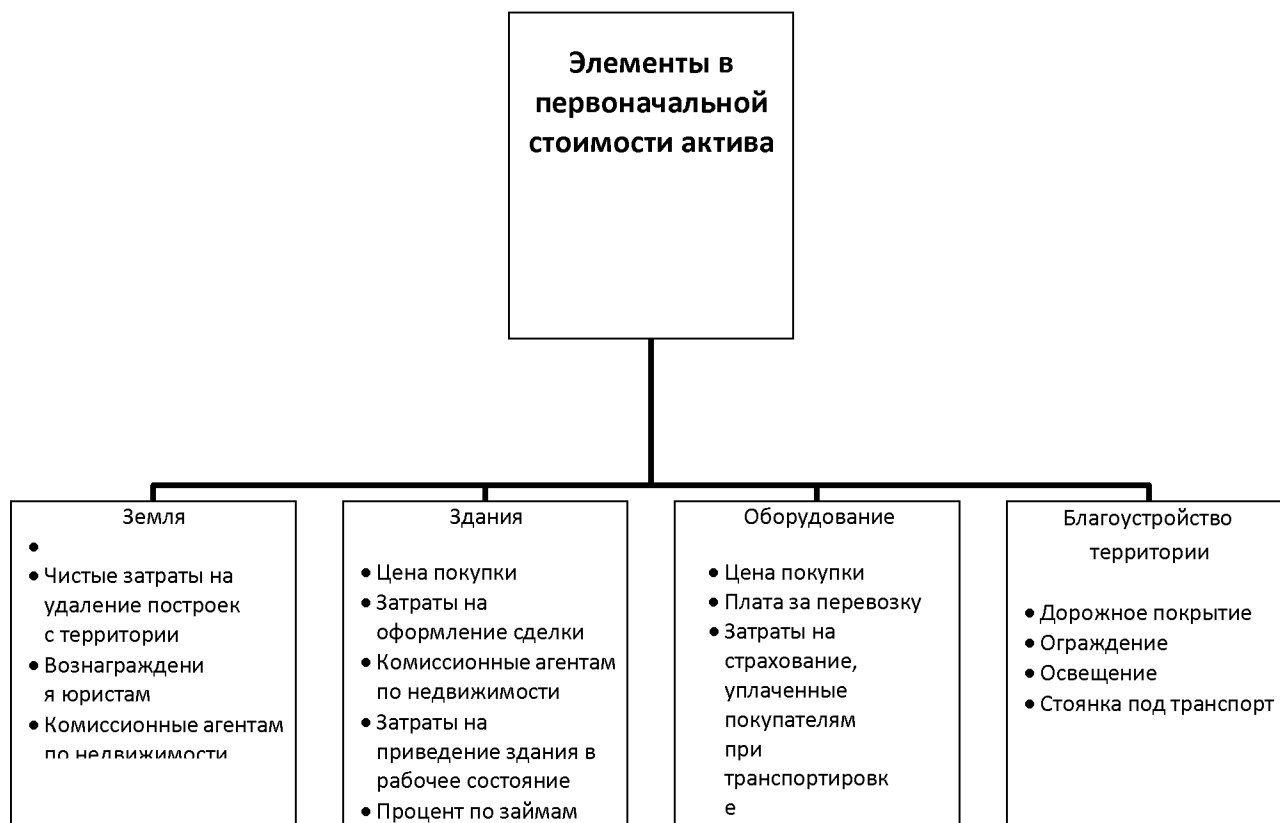 Элементы в
первоначальной
стоимости актива
Земля
•
• Чистые затраты на
удаление построек
с территории
• Вознаграждени
я юристам
• Комиссионные агентам
по недвижимости
Здания
• Цена покупки
• Затраты на
оформление сделки
• Комиссионные агентам
по недвижимости
• Затраты на
приведение здания в
рабочее состояние
• Процент по займам
Оборудование
• Цена покупки
• Плата за перевозку
• Затраты на
страхование,
уплаченные
покупателям
при
транспортировк
е
Благоустройство
территории
• Дорожное покрытие
• Ограждение
• Освещение
• Стоянка под транспорт